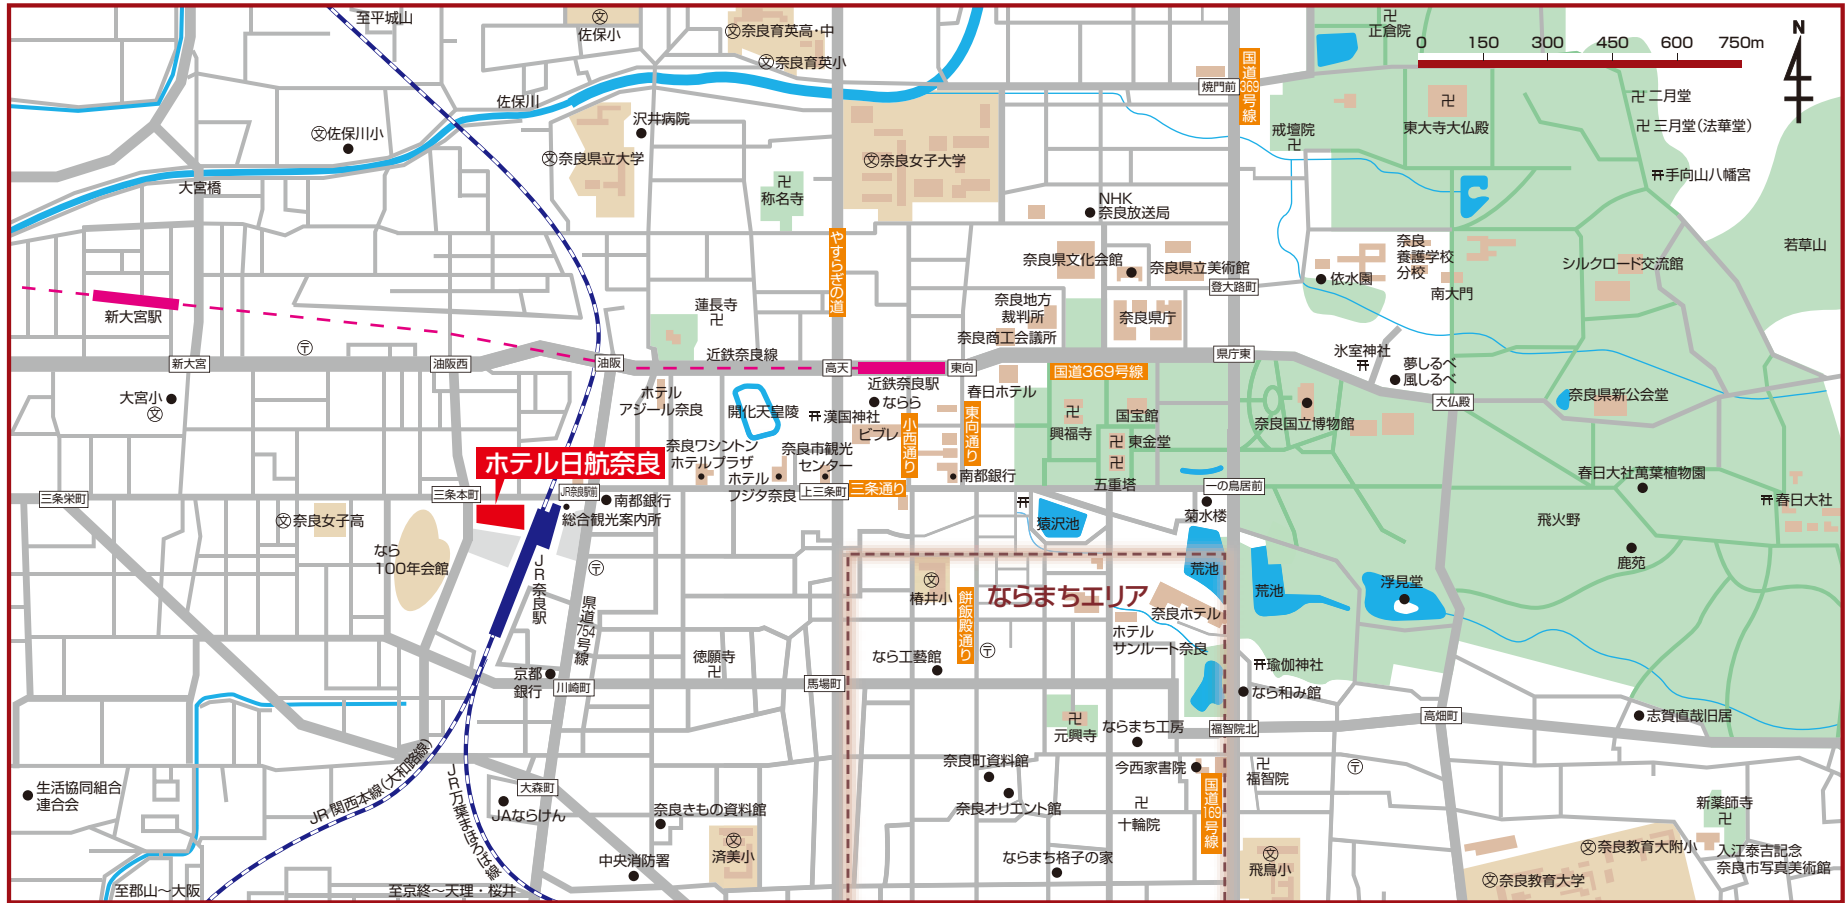 至平城山
佐保小
奈良育英高・中
奈良育英小
正倉院
0 150 300 450 600 750m
N
国道369号線
焼門前
佐保川
沢井病院
佐保川小
奈良県立大学
奈良女子大学
戒壇院
東大寺大仏殿
二月堂
三月堂(法華堂)
手向山八幡宮
大宮橋
称名寺
NHK
奈良放送局
やすらぎの道
奈良県文化会館
奈良県立美術館
登大路町
依水園
奈良
養護学校
分校
南大門
シルクロード交流館
若草山
新大宮駅
蓮長寺
奈良地方
裁判所
奈良商工会議所
奈良県庁
新大宮
〒
油阪西
油阪
近鉄奈良線
高天
近鉄奈良駅
東向
国道369号線
県庁東
氷室神社
夢しるべ
風しるべ
大仏殿
奈良県新公会堂
大宮小
ホテル
アジール奈良
開化天皇陵
漢国神社
なら
ビブレ
小西通り
東向通り
春日ホテル
興福寺
国宝館
東金堂
五重塔
奈良国立博物館
ホテル日航奈良
奈良ワシントン
ホテルプラザ
ホテル
フジタ奈良
奈良市観光
センター
南都銀行
三条栄町
三条本町
JR奈良駅前
南都銀行
総合観光案内所
上三条町
三条通り
一の鳥居前
菊水楼
春日大社萬葉植物園
春日大社
飛火野
鹿苑
奈良女子高
なら
100年会館
JR奈良駅
〒
県道754号線
猿沢池
荒池
荒池
浮見堂
椿井小
餅飯殿通り
ならまちエリア
奈良ホテル
ホテル
サンルート奈良
〒
なら工藝館
徳願寺
京都
銀行
川崎町
馬場町
瑜伽神社
なら和み館
福智院北
高畑町
志賀直哉旧居
元興寺
ならまち工房
今西家書院
福智院
〒
奈良町資料館
奈良オリエント館
十輪院
国道169号線
生活協同組合
連合会
JR関西本線(大和路線)
JR万葉まほろば線
大森町
JAならけん
奈良きもの資料館
中央消防署
済美小
ならまち格子の家
飛鳥小
新薬師寺
入江泰吉記念
奈良市写真美術館
奈良教育大附小
奈良教育大学
至郡山〜大阪
至京終〜天理・桜井